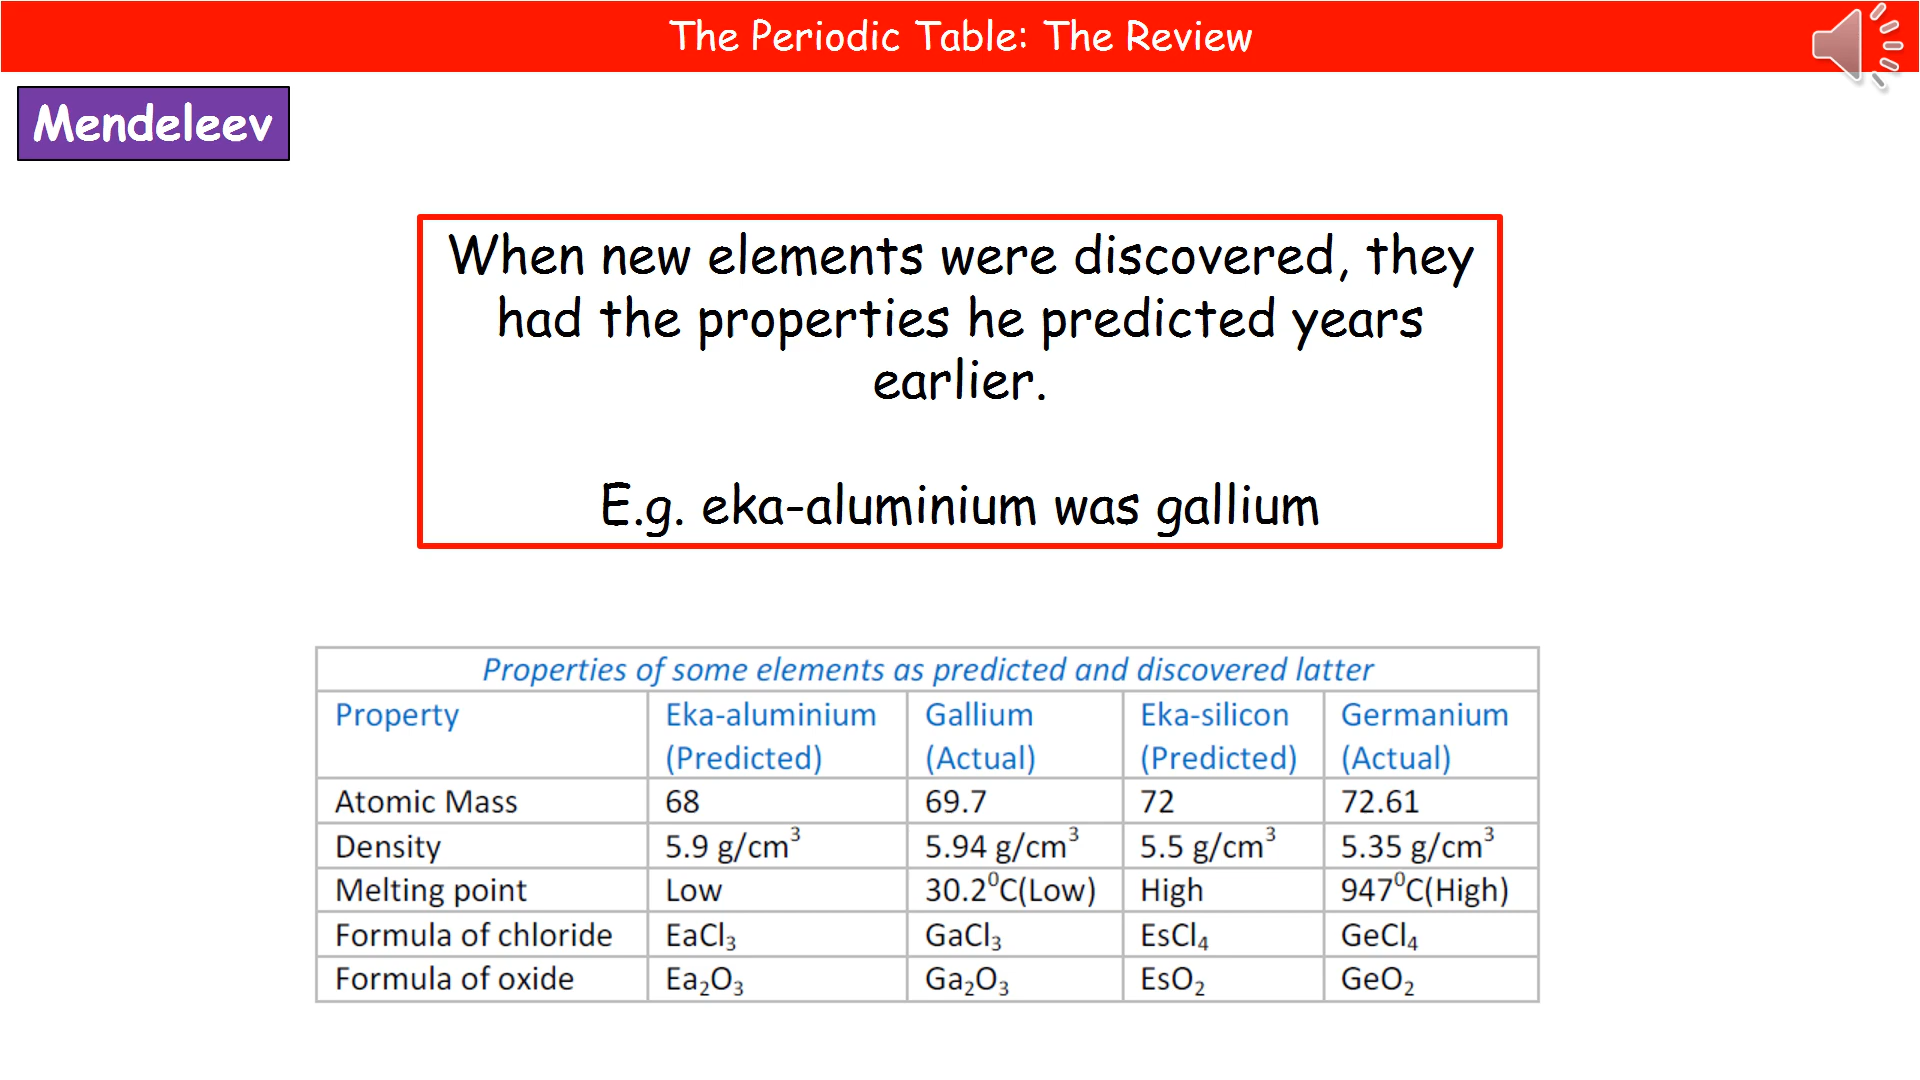 The Periodic Table: The Review
Mendeleev
When new elements were discovered, they
had the properties he predicted years
earlier.
E.g. eka-aluminium was gallium
Properties of some elements as predicted and discovered latter
Property Eka-aluminium (Predicted) Gallium (Actual) Eka-silicon (Predicted) Germanium (Actual)
Atomic Mass 68 69.7 72 72.61
Density 5.9 g/cm³ 5.94 g/cm³ 5.5 g/cm³ 5.35 g/cm³
Melting point Low 30.2⁰C(Low) High 947⁰C(High)
Formula of chloride EaCl₃ GaCl₃ EsCl₄ GeCl₄
Formula of oxide Ea₂O₃ Ga₂O₃ EsO₂ GeO₂